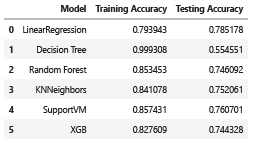 Model Training Accuracy Testing Accuracy
0 LinearRegression 0.793943 0.785178
1 Decision Tree 0.999308 0.554551
2 Random Forest 0.853453 0.746092
3 KNNeighbors 0.841078 0.752061
4 SupportVM 0.857431 0.760701
5 XGB 0.827609 0.744328